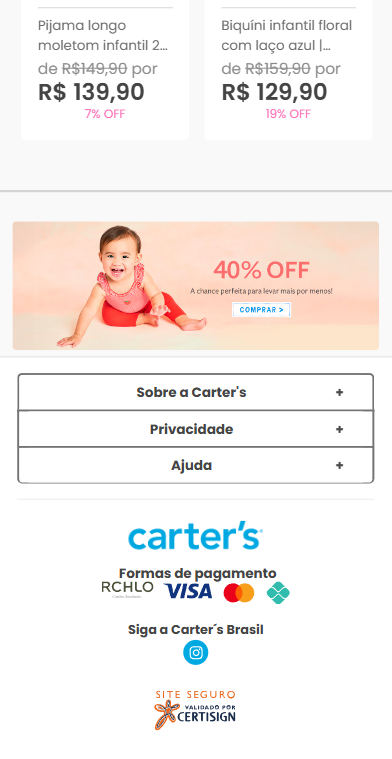 Pijama longo
moletom infantil 2...
de R$149,90 por
R$ 139,90
7% OFF
Biquíni infantil floral
com laço azul |...
de R$159,90 por
R$ 129,90
19% OFF
40% OFF
A chance perfeita para levar mais por menos!
COMPRAR >
Sobre a Carter's +
Privacidade +
Ajuda +
carter's
Formas de pagamento
RCHLO VISA
Siga a Carter´s Brasil
SITE SEGURO
VALIDADO POR
CERTISIGN